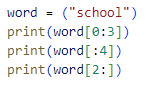 word = ("school")
print(word[0:3])
print(word[:4])
print(word[2:])